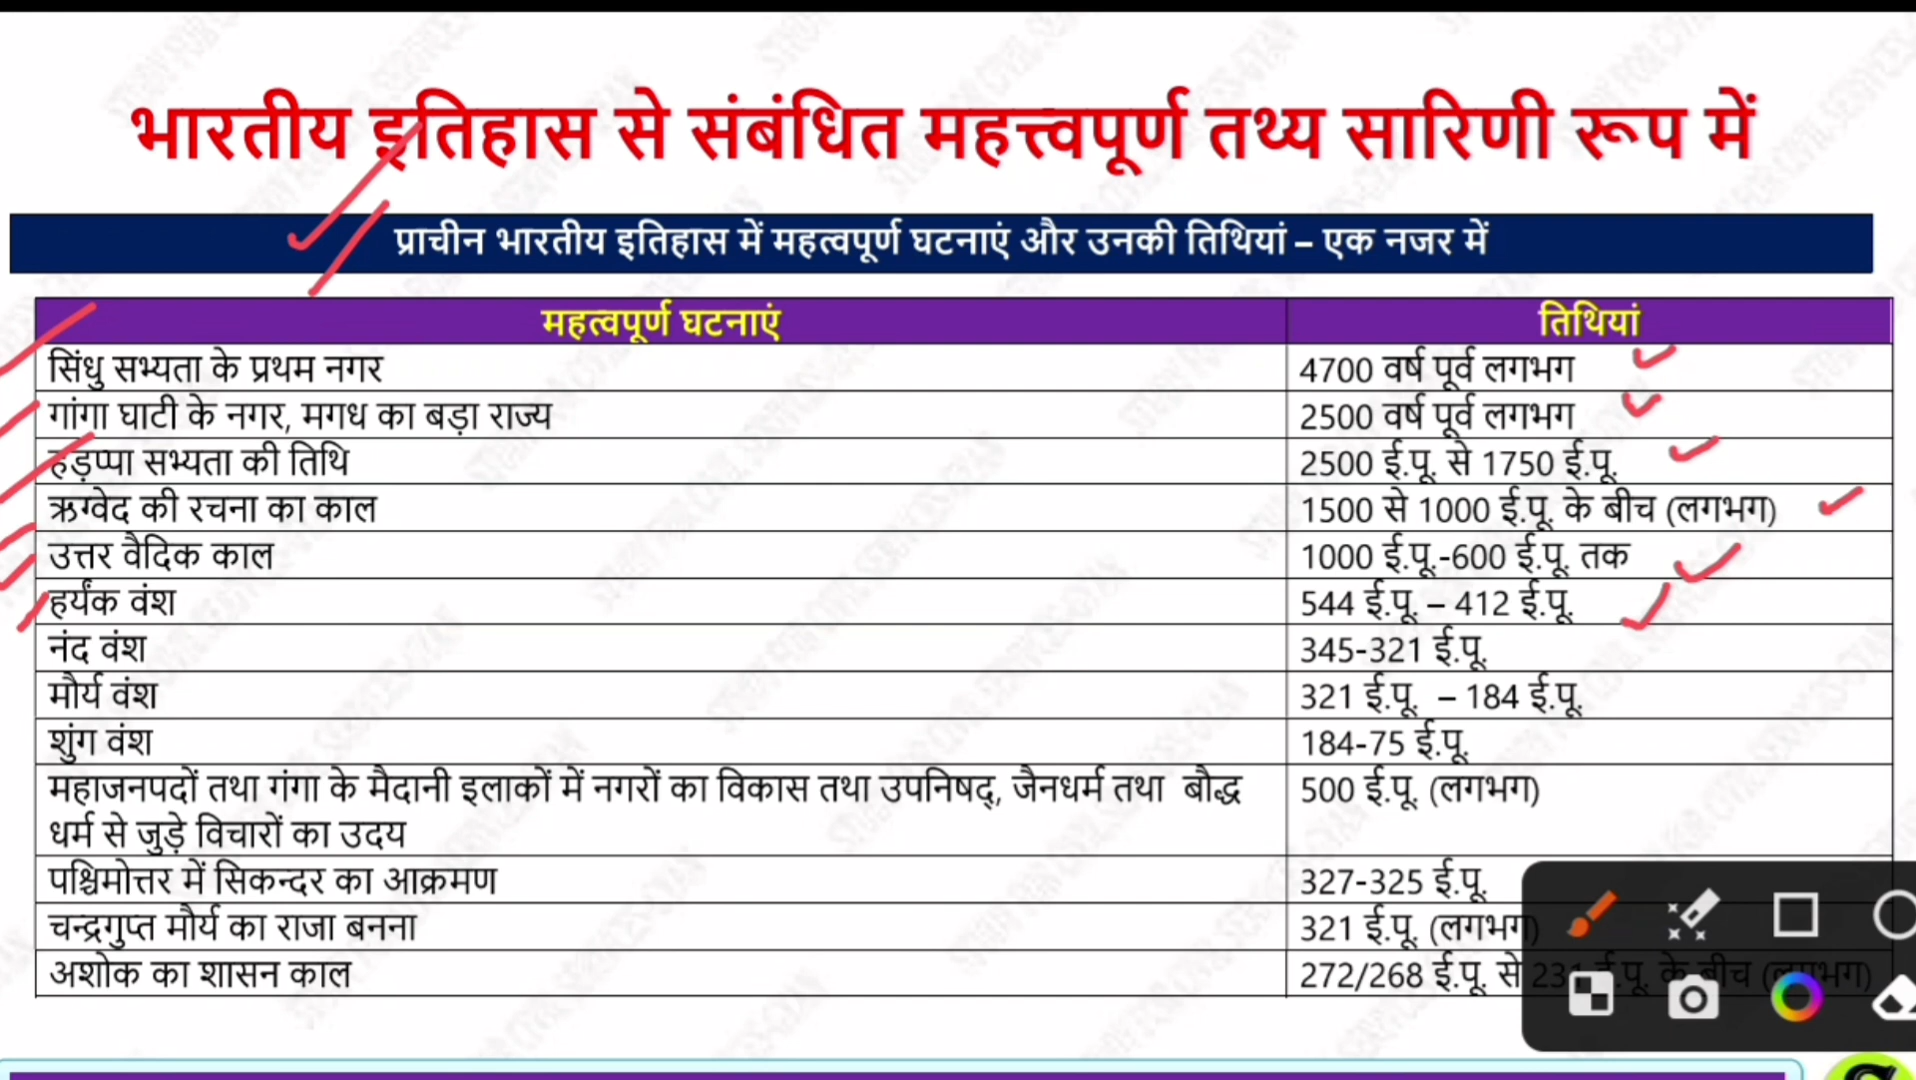 भारतीय इतिहास से संबंधित महत्त्वपूर्ण तथ्य सारिणी रूप में
प्राचीन भारतीय इतिहास में महत्वपूर्ण घटनाएं और उनकी तिथियां – एक नजर में
महत्वपूर्ण घटनाएं तिथियां
सिंधु सभ्यता के प्रथम नगर 4700 वर्ष पूर्व लगभग
गांगा घाटी के नगर, मगध का बड़ा राज्य 2500 वर्ष पूर्व लगभग
हड़प्पा सभ्यता की तिथि 2500 ई.पू. से 1750 ई.पू.
ऋग्वेद की रचना का काल 1500 से 1000 ई.पू. के बीच (लगभग)
उत्तर वैदिक काल 1000 ई.पू.-600 ई.पू. तक
हर्यंक वंश 544 ई.पू. – 412 ई.पू.
नंद वंश 345-321 ई.पू.
मौर्य वंश 321 ई.पू. – 184 ई.पू.
शुंग वंश 184-75 ई.पू.
महाजनपदों तथा गंगा के मैदानी इलाकों में नगरों का विकास तथा उपनिषद्, जैनधर्म तथा बौद्ध 500 ई.पू. (लगभग)
धर्म से जुड़े विचारों का उदय
पश्चिमोत्तर में सिकन्दर का आक्रमण 327-325 ई.पू.
चन्द्रगुप्त मौर्य का राजा बनना 321 ई.पू. (लगभग)
अशोक का शासन काल 272/268 ई.पू. से 231 ई.पू. के बीच (लगभग)